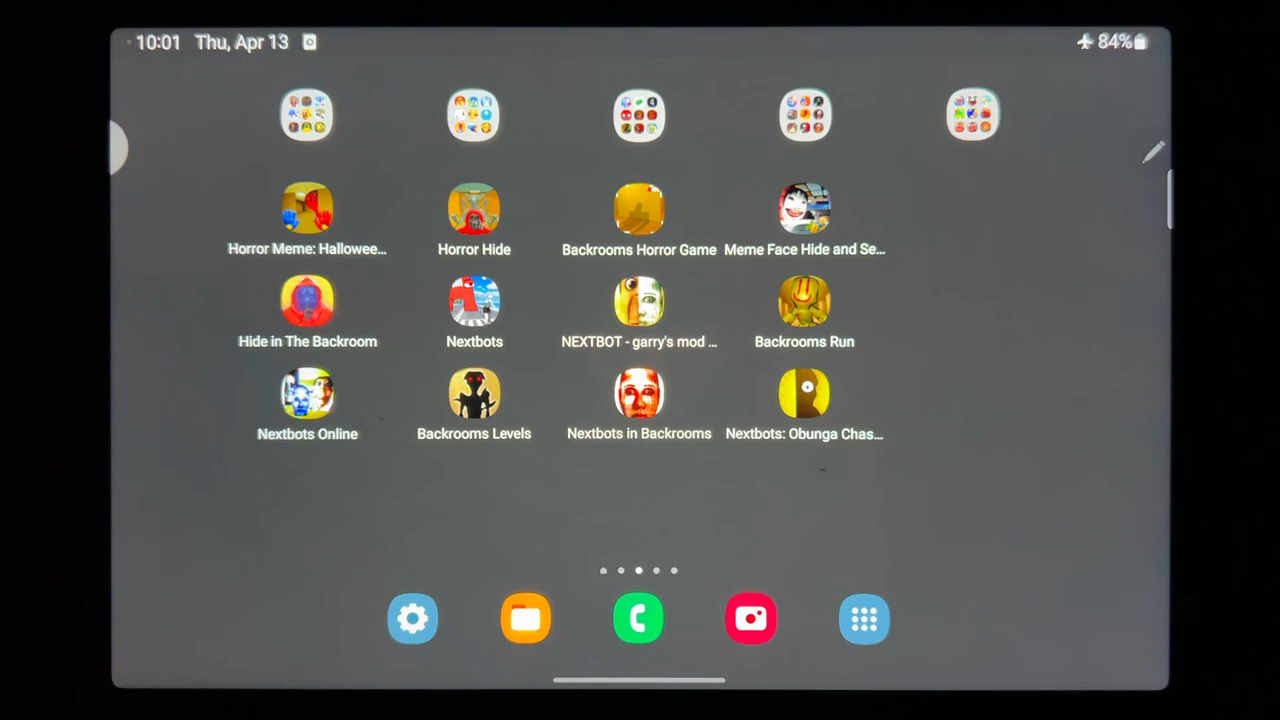 10:01 Thu, Apr 13 84%
Horror Meme: Hallowee... Horror Hide Backrooms Horror Game Meme Face Hide and Se...
Hide in The Backroom Nextbots NEXTBOT - garry's mod ... Backrooms Run
Nextbots Online Backrooms Levels Nextbots in Backrooms Nextbots: Obunga Chas...